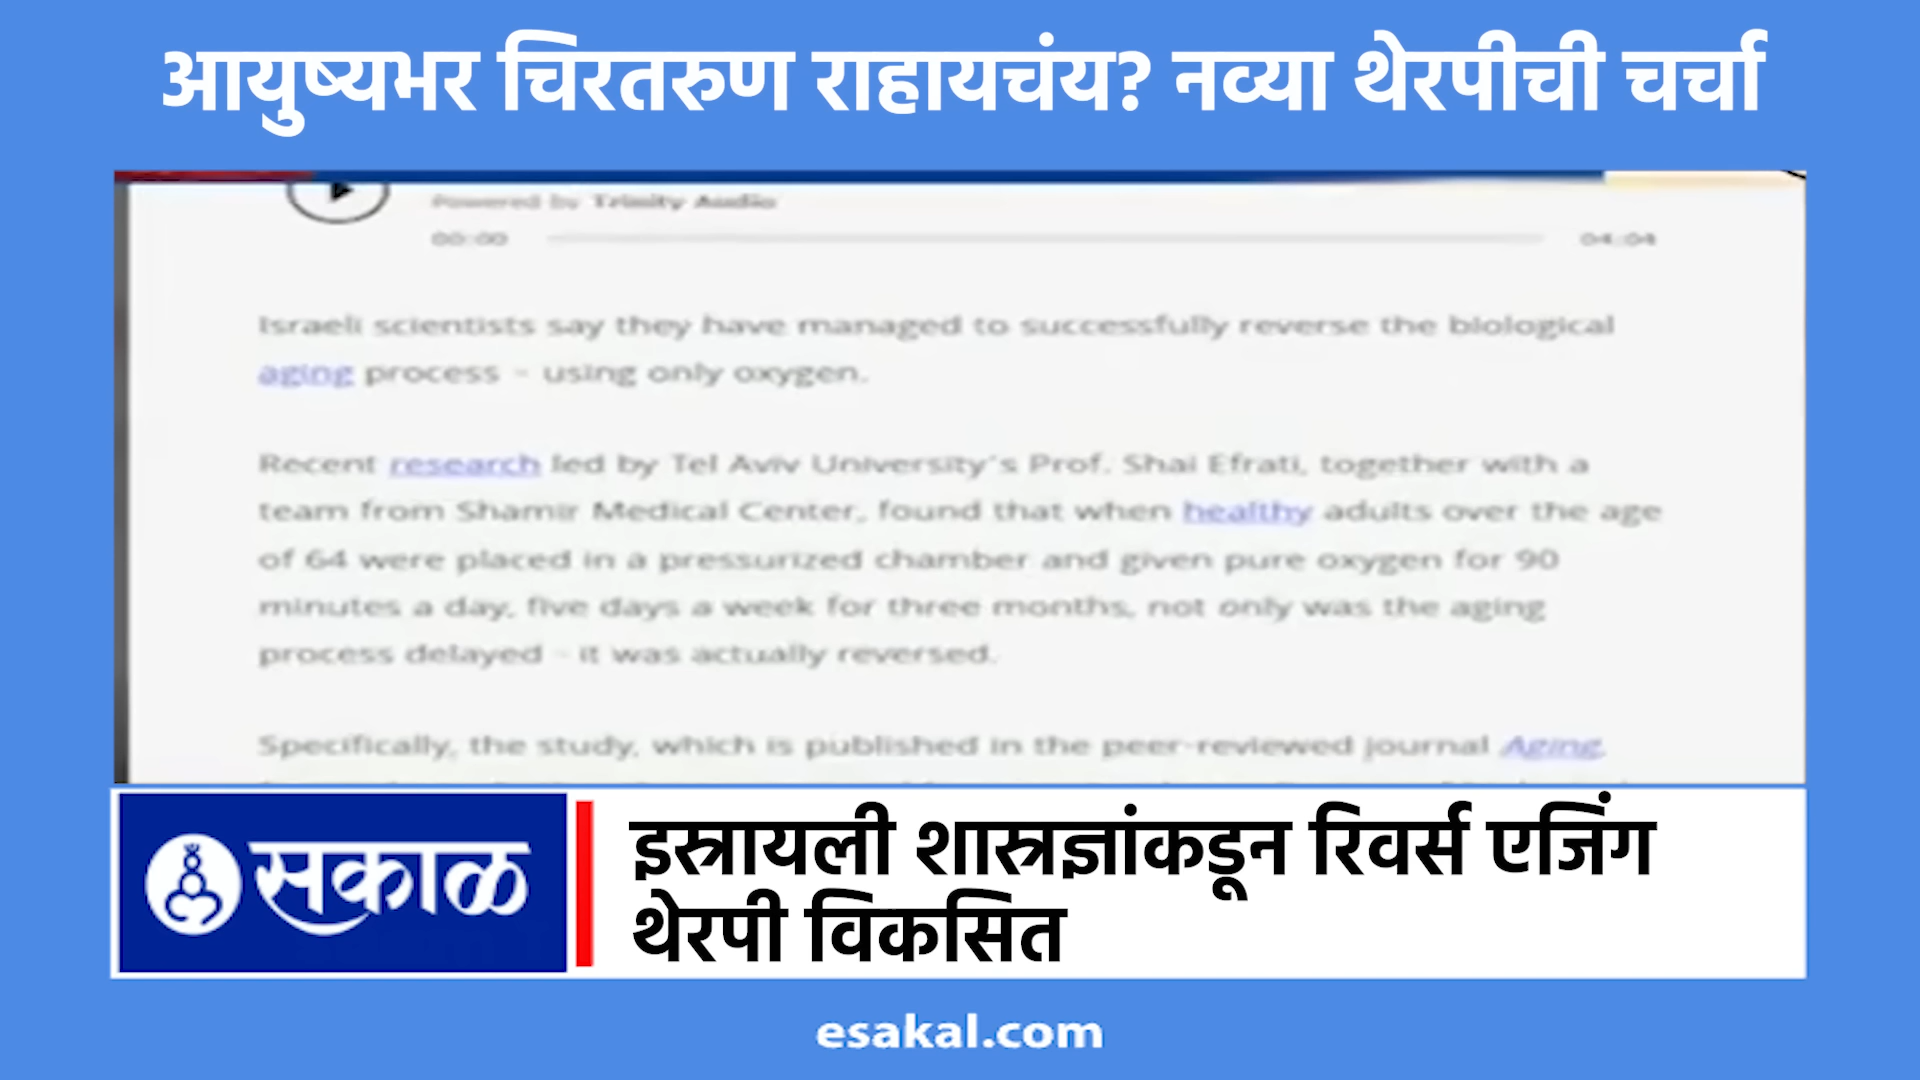 आयुष्यभर चिरतरुण राहायचंय? नव्या थेरपीची चर्चा
Powered by Trinity Audio
00:00 04:04
Israeli scientists say they have managed to successfully reverse the biological
aging process - using only oxygen.
Recent research led by Tel Aviv University's Prof. Shai Efrati, together with a
team from Shamir Medical Center, found that when healthy adults over the age
of 64 were placed in a pressurized chamber and given pure oxygen for 90
minutes a day, five days a week for three months, not only was the aging
process delayed - it was actually reversed.
Specifically, the study, which is published in the peer-reviewed journal Aging,
सकाळ
इस्रायली शास्त्रज्ञांकडून रिवर्स एजिंग
थेरपी विकसित
esakal.com